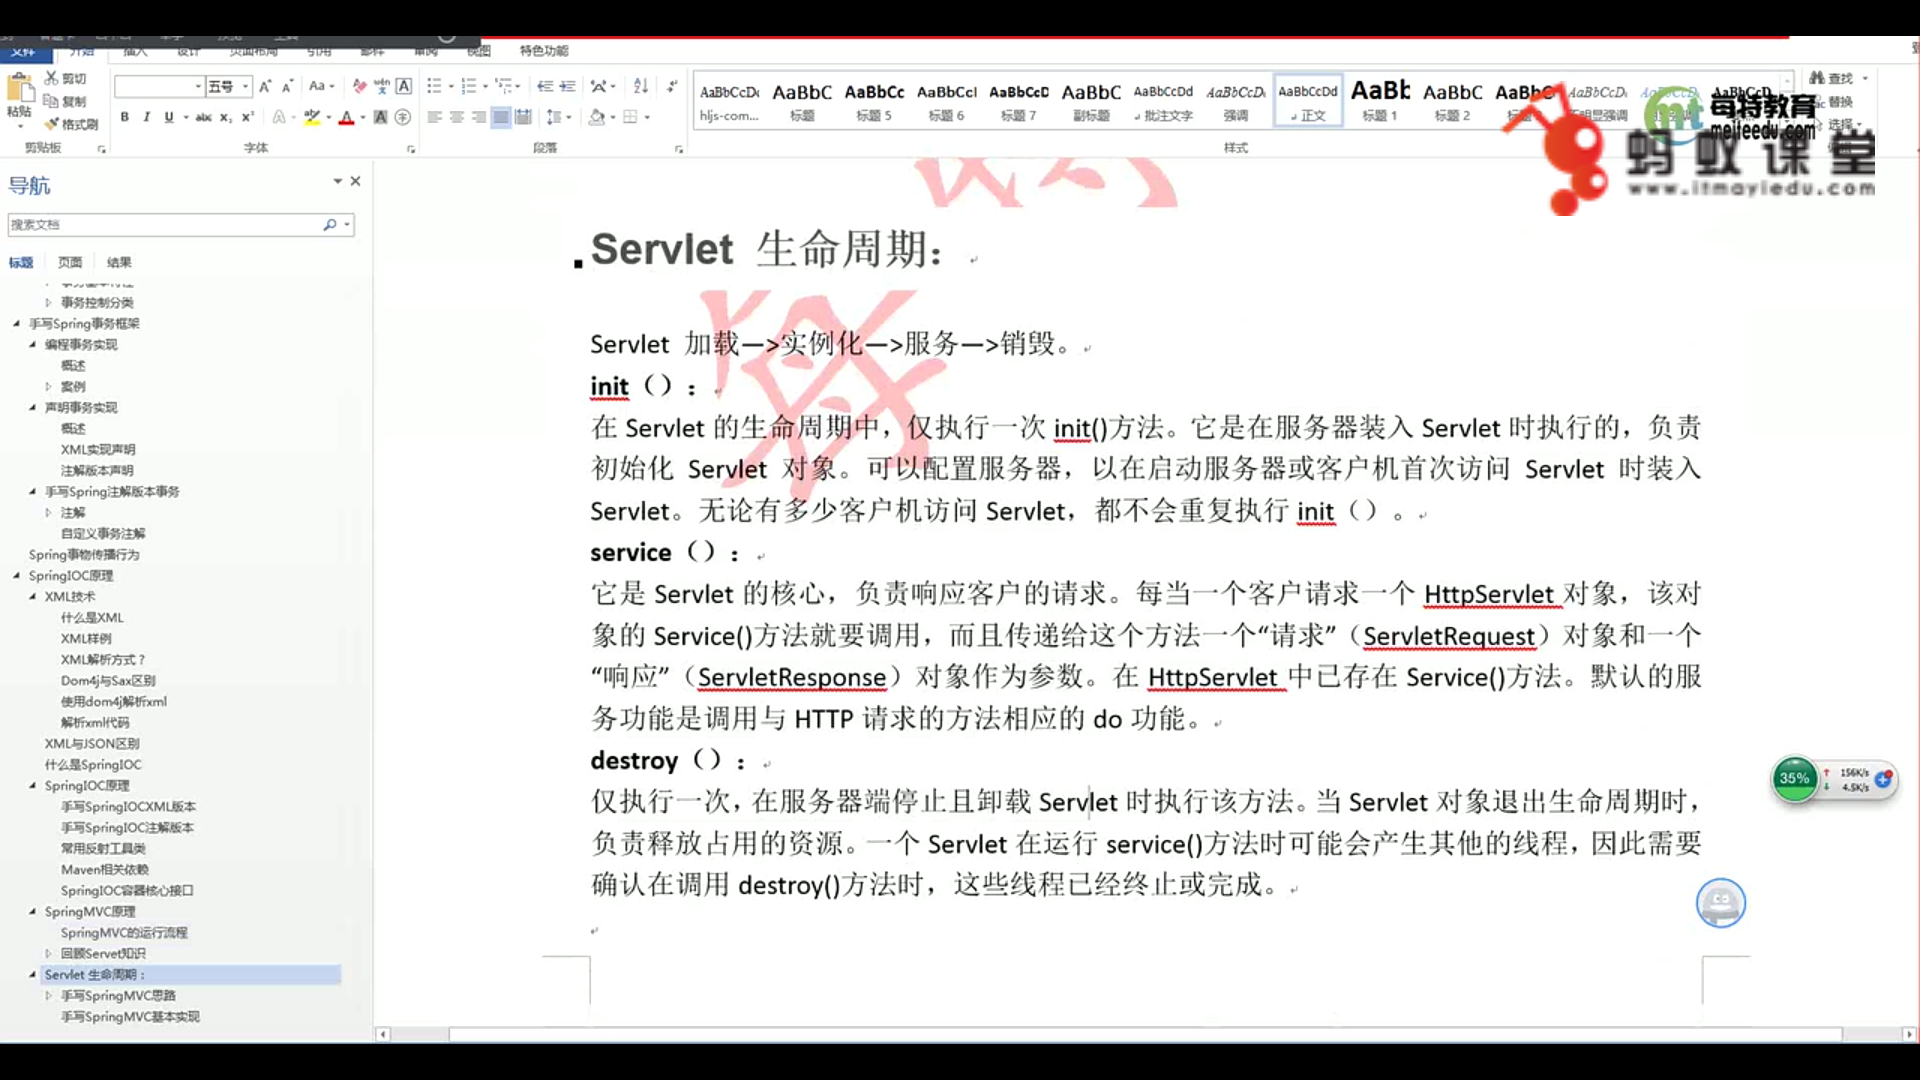 文件 开始 插入 设计 页面布局 引用 邮件 审阅 视图 特色功能
粘贴 剪切 复制 格式刷
五号
剪贴板 字体 段落 样式
AaBbCcDc AaBbC AaBbCc AaBbCcI AaBbCcD AaBbC AaBbCcDd AaBbCcD AaBbCcDd AaBb AaBbC
hljs-com... 标题 标题 5 标题 6 标题 7 副标题 批注文字 强调 正文 标题 1 标题 2
查找
替换
选择
每特教育
meiteedu.com
蚂蚁课堂
www.itmayiedu.com
导航
搜索文档
标题 页面 结果
事务控制分类
手写Spring事务框架
编程事务实现
概述
案例
声明事务实现
概述
XML实现声明
注解版本声明
手写Spring注解版本事务
注解
自定义事务注解
Spring事物传播行为
SpringIOC原理
XML技术
什么是XML
XML样例
XML解析方式？
Dom4j与Sax区别
使用dom4j解析xml
解析xml代码
XML与JSON区别
什么是SpringIOC
SpringIOC原理
手写SpringIOCXML版本
手写SpringIOC注解版本
常用反射工具类
Maven相关依赖
SpringIOC容器核心接口
SpringMVC原理
SpringMVC的运行流程
回顾Servet知识
Servlet 生命周期：
手写SpringMVC思路
手写SpringMVC基本实现
Servlet 生命周期：
Servlet 加载—>实例化—>服务—>销毁。
init（）：
在 Servlet 的生命周期中，仅执行一次 init()方法。它是在服务器装入 Servlet 时执行的，负责
初始化 Servlet 对象。可以配置服务器，以在启动服务器或客户机首次访问 Servlet 时装入
Servlet。无论有多少客户机访问 Servlet，都不会重复执行 init（）。
service（）：
它是 Servlet 的核心，负责响应客户的请求。每当一个客户请求一个 HttpServlet 对象，该对
象的 Service()方法就要调用，而且传递给这个方法一个“请求”（ServletRequest）对象和一个
“响应”（ServletResponse）对象作为参数。在 HttpServlet 中已存在 Service()方法。默认的服
务功能是调用与 HTTP 请求的方法相应的 do 功能。
destroy（）：
仅执行一次，在服务器端停止且卸载 Servlet 时执行该方法。当 Servlet 对象退出生命周期时，
负责释放占用的资源。一个 Servlet 在运行 service()方法时可能会产生其他的线程，因此需要
确认在调用 destroy()方法时，这些线程已经终止或完成。
每
35%
156K/s
4.5K/s